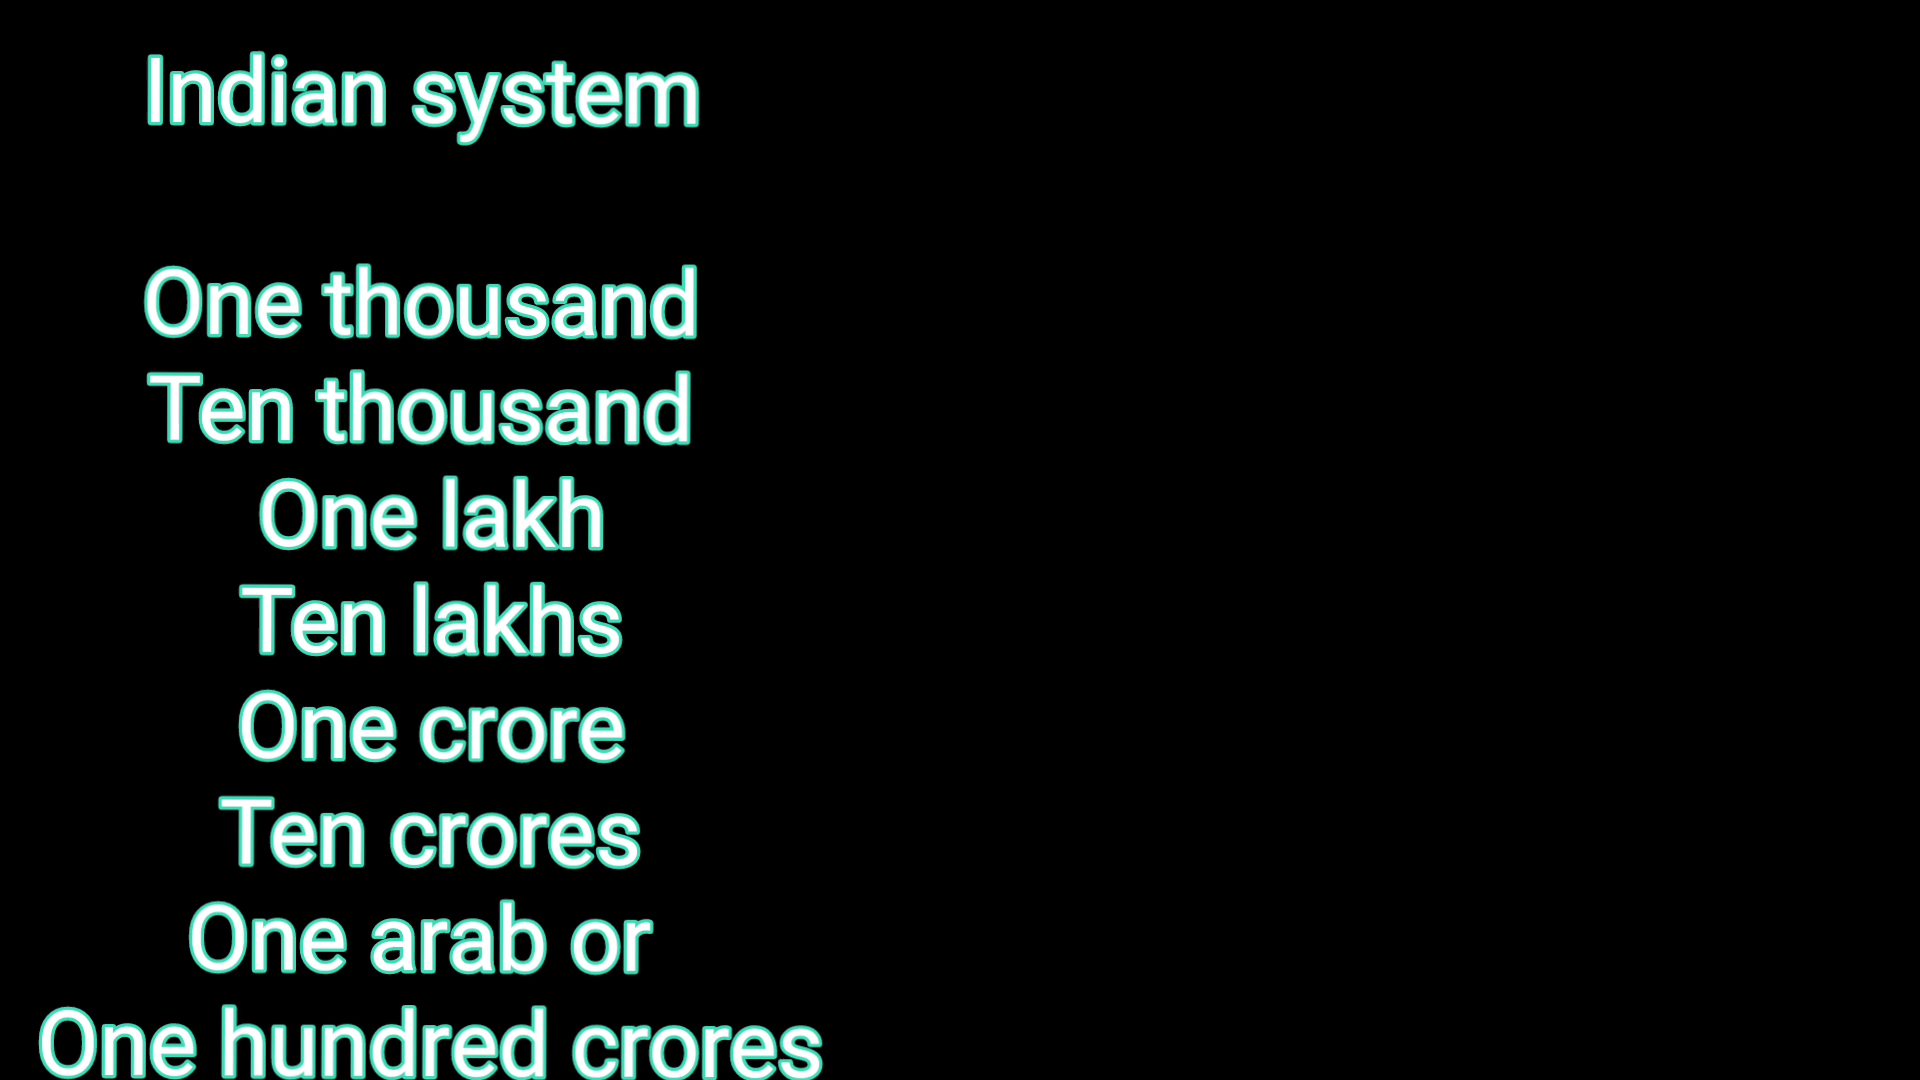 Indian system
One thousand
Ten thousand
One lakh
Ten lakhs
One crore
Ten crores
One arab or
One hundred crores